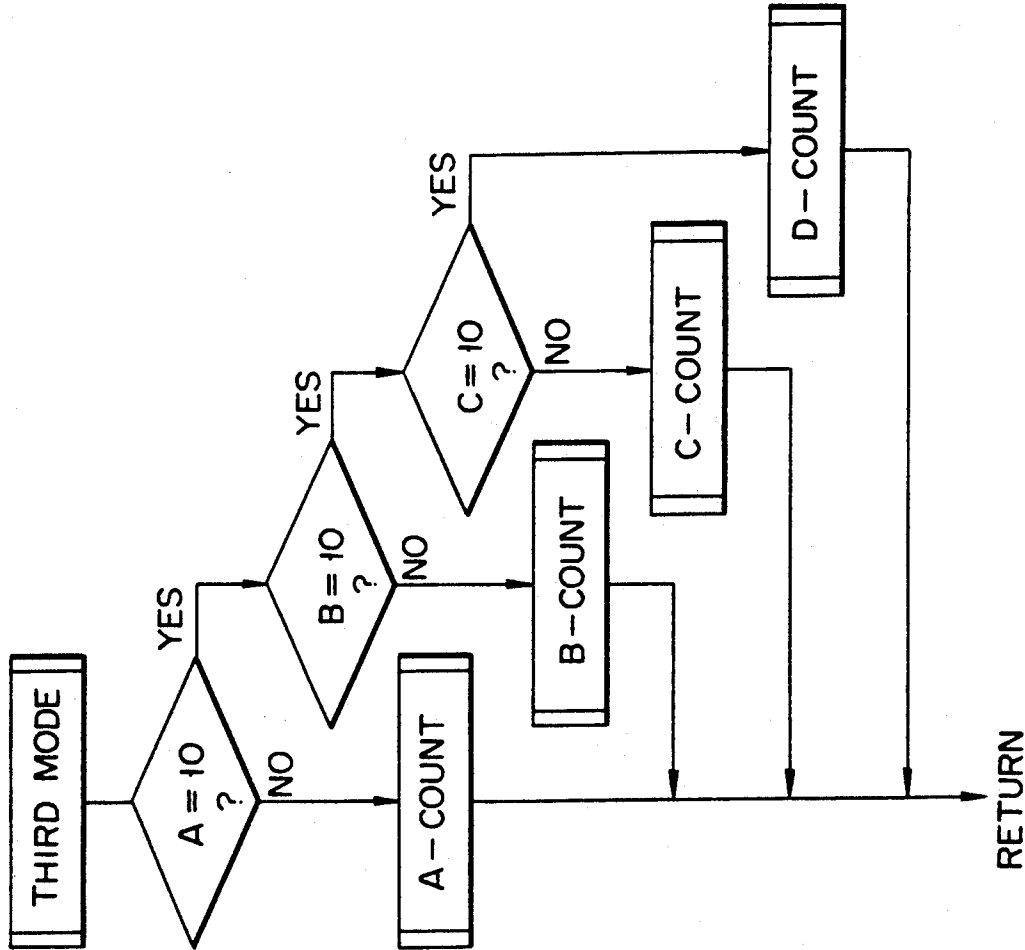 THIRD MODE
A=10
?
YES
NO
B=10
?
YES
NO
C=10
?
YES
NO
A-COUNT
B-COUNT
C-COUNT
D-COUNT
RETURN